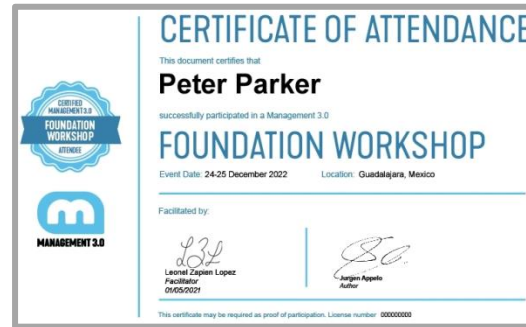 CERTIFICATE OF ATTENDANCE
This document certifies that
Peter Parker
successfully participated in a Management 3.0
FOUNDATION WORKSHOP
Event Date: 24-25 December 2022 Location: Guadalajara, Mexico
CERTIFIED
MANAGEMENT 3.0
FOUNDATION
WORKSHOP
ATTENDEE
MANAGEMENT 3.0
Facilitated by:
Leonel Zapien Lopez
Facilitator
01/05/2021
Jurgen Appelo
Author
This certificate may be required as proof of participation. License number 000000000